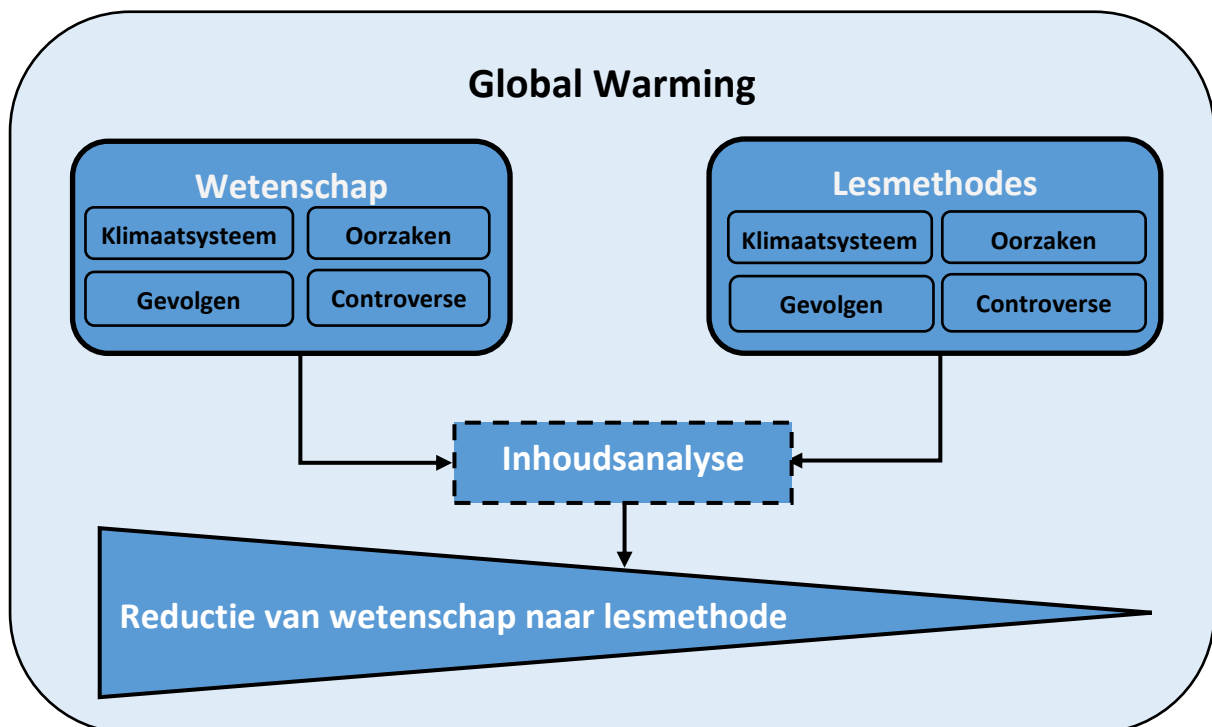 Global Warming
Wetenschap
Klimaatsysteem
Oorzaken
Gevolgen
Controverse
Lesmethodes
Klimaatsysteem
Oorzaken
Gevolgen
Controverse
Inhoudsanalyse
Reductie van wetenschap naar lesmethode